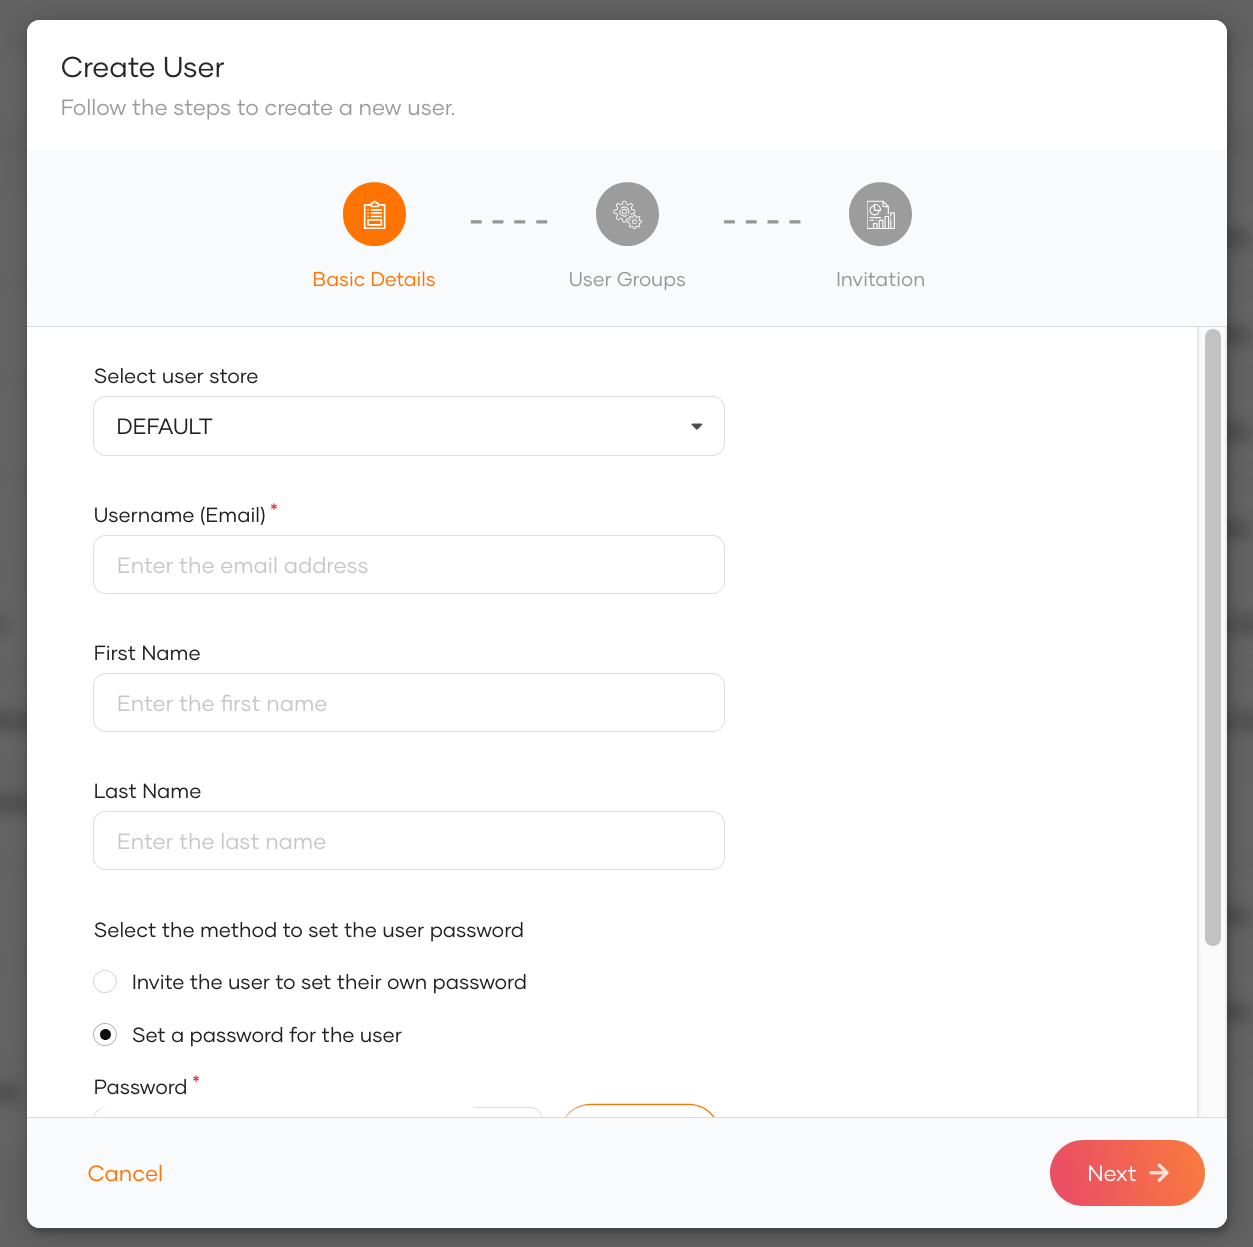 Create User
Follow the steps to create a new user.
Basic Details
User Groups
Invitation
Select user store
DEFAULT
Username (Email) *
Enter the email address
First Name
Enter the first name
Last Name
Enter the last name
Select the method to set the user password
Invite the user to set their own password
Set a password for the user
Password *
Cancel
Next